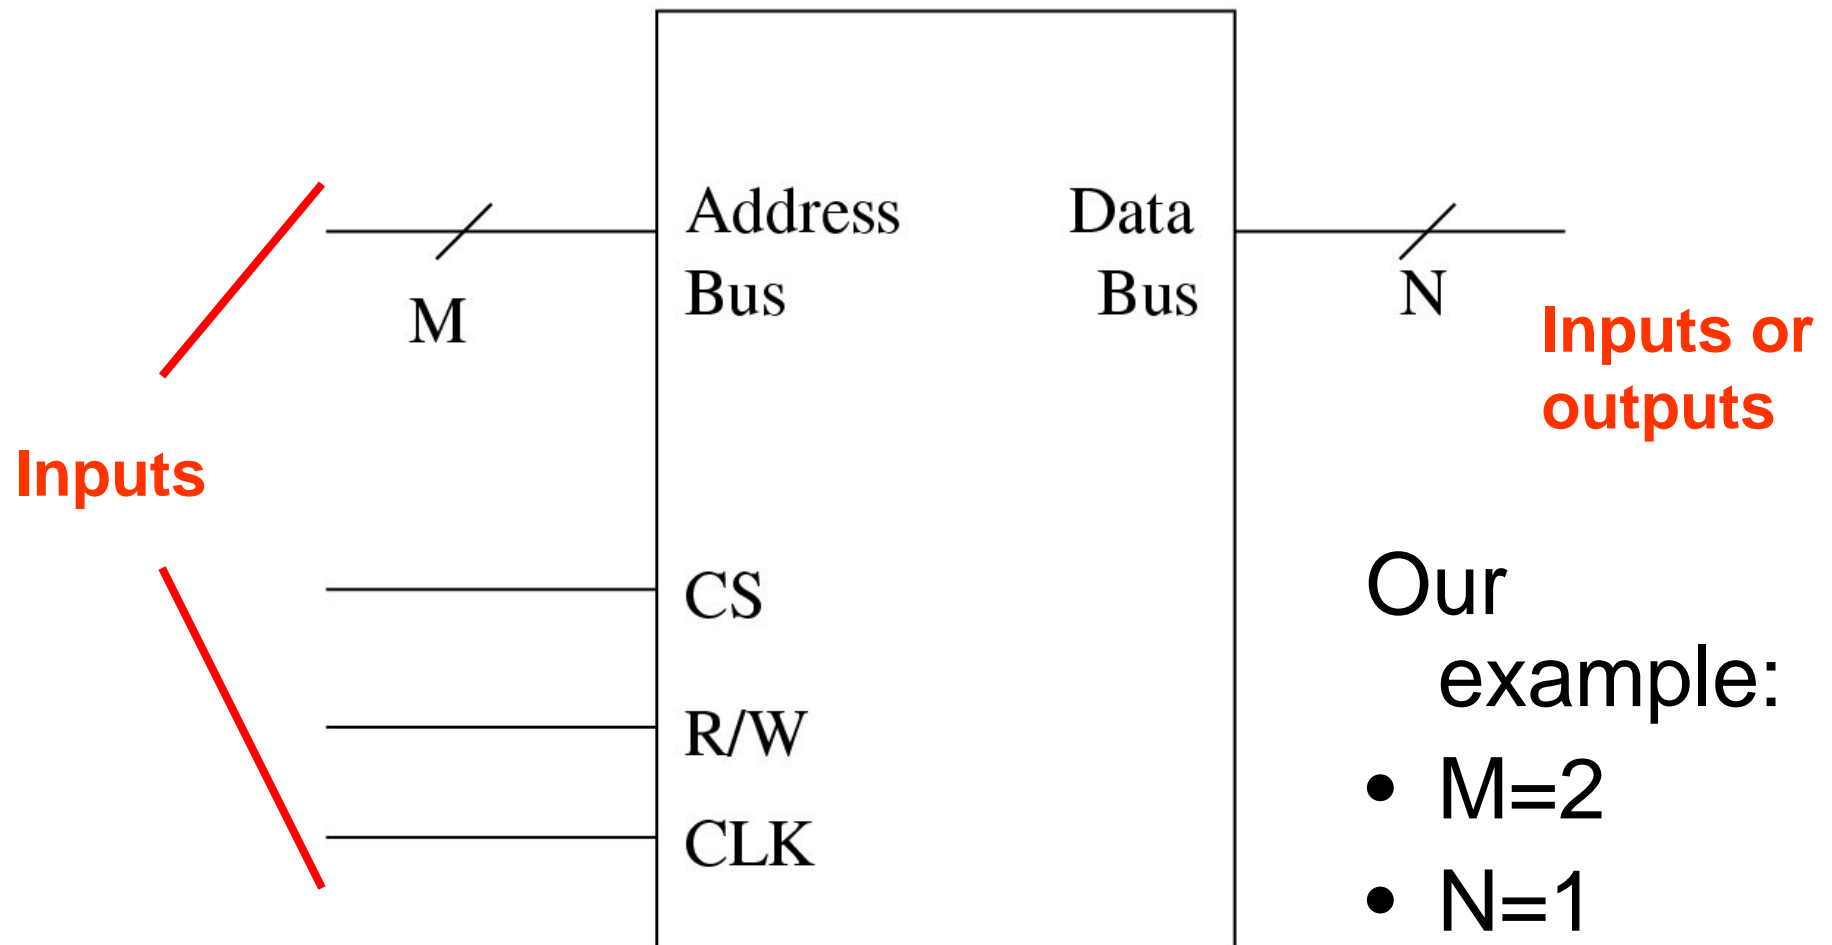 Address
Bus
M
Data
Bus
N
Inputs or
outputs
Inputs
CS
R/W
CLK
Our
example:
• M=2
• N=1